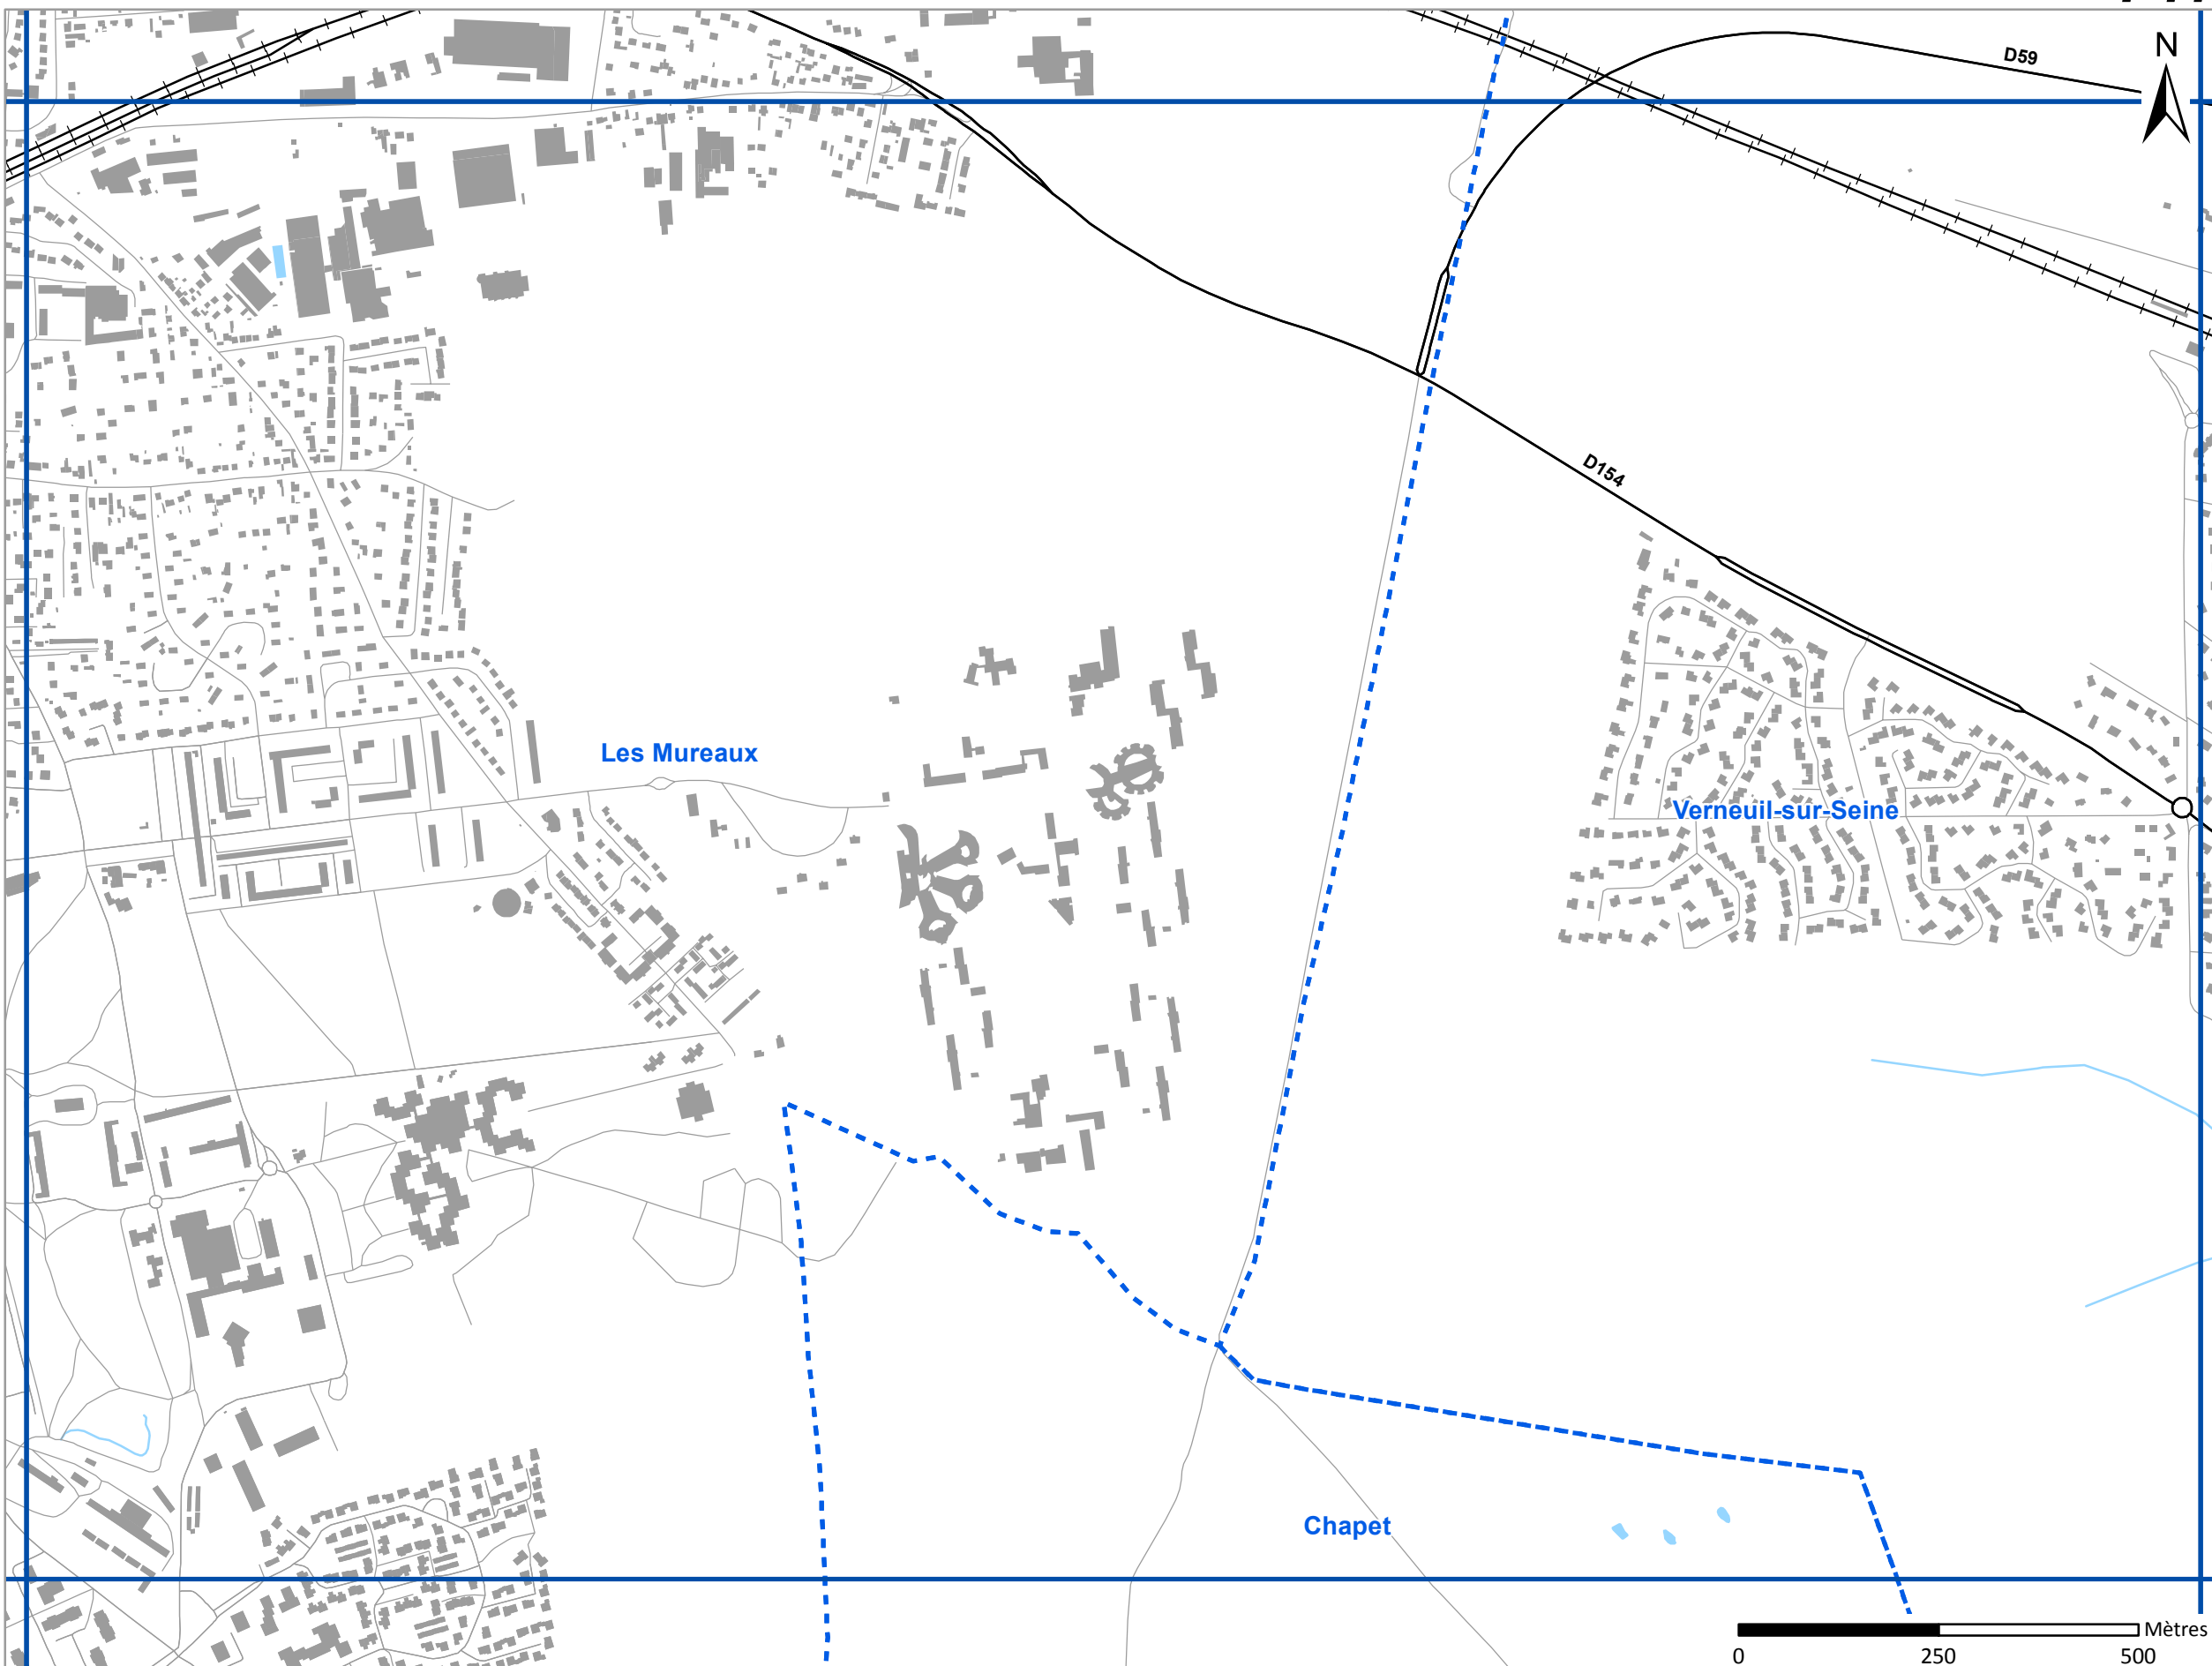 D59
N
D154
Les Mureaux
Verneuil-sur-Seine
Chapet
Mètres
0 250 500